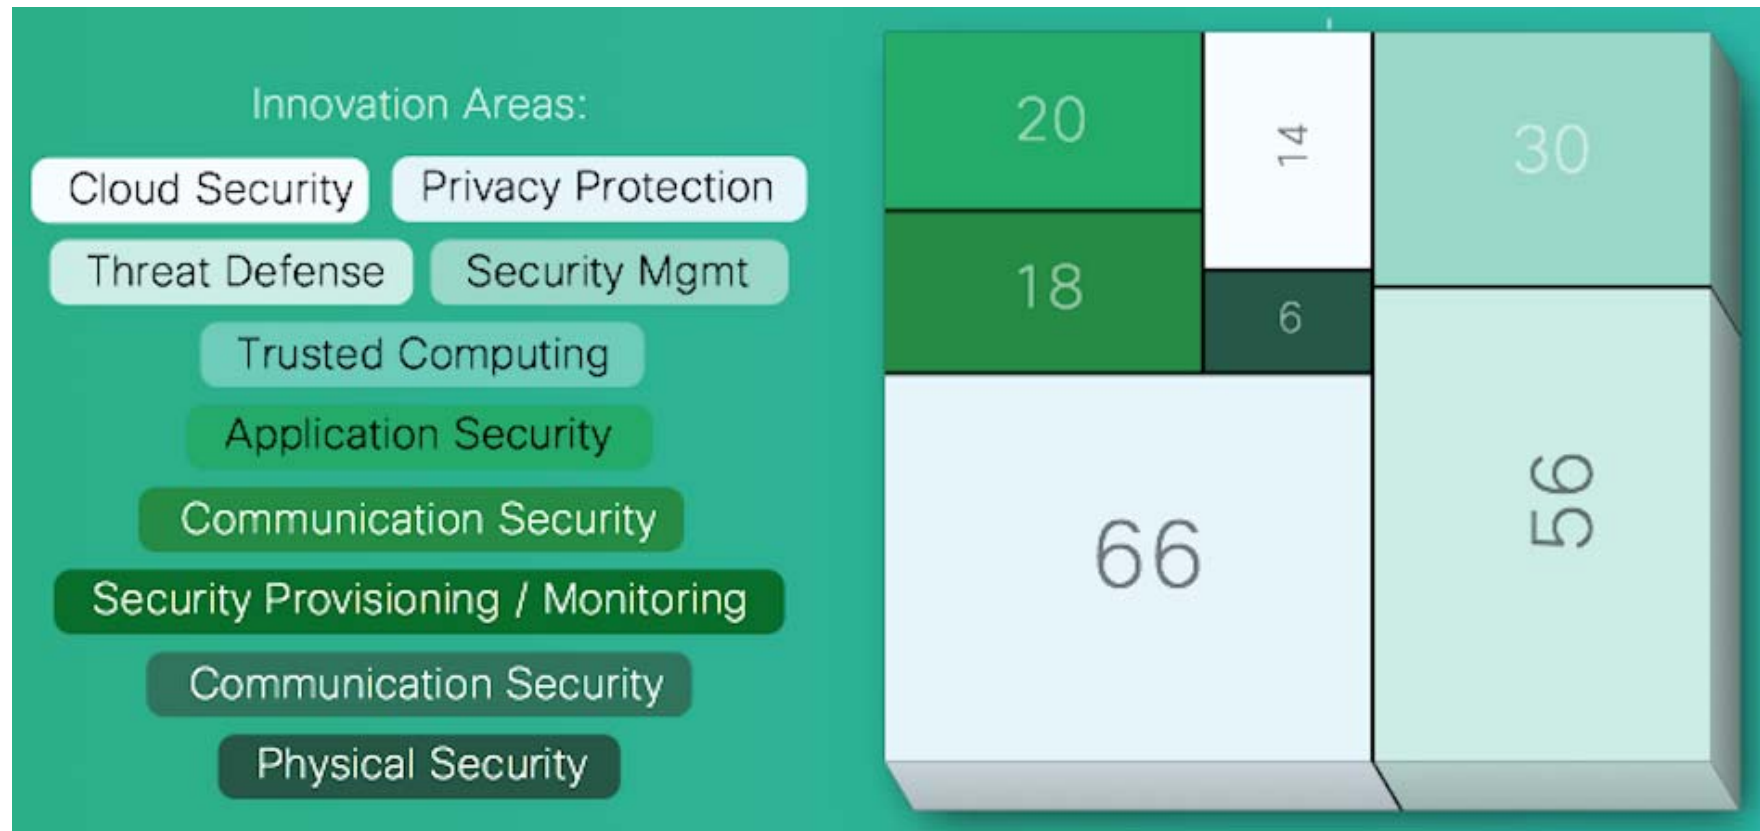 Innovation Areas:
Cloud Security Privacy Protection
Threat Defense Security Mgmt
Trusted Computing
Application Security
Communication Security
Security Provisioning / Monitoring
Communication Security
Physical Security
20
14
30
18
6
66
56